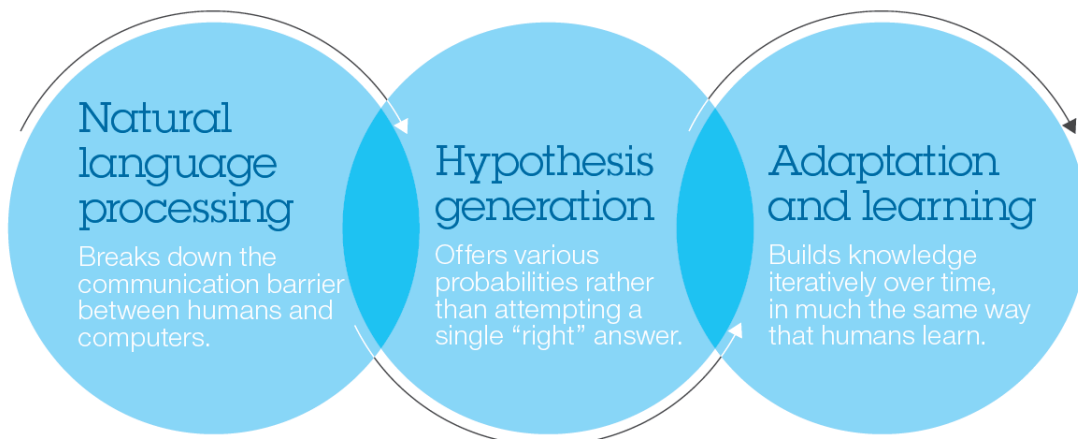 Natural
language
processing
Breaks down the
communication barrier
between humans and
computers.
Hypothesis
generation
Offers various
probabilities rather
than attempting a
single “right” answer.
Adaptation
and learning
Builds knowledge
iteratively over time,
in much the same way
that humans learn.